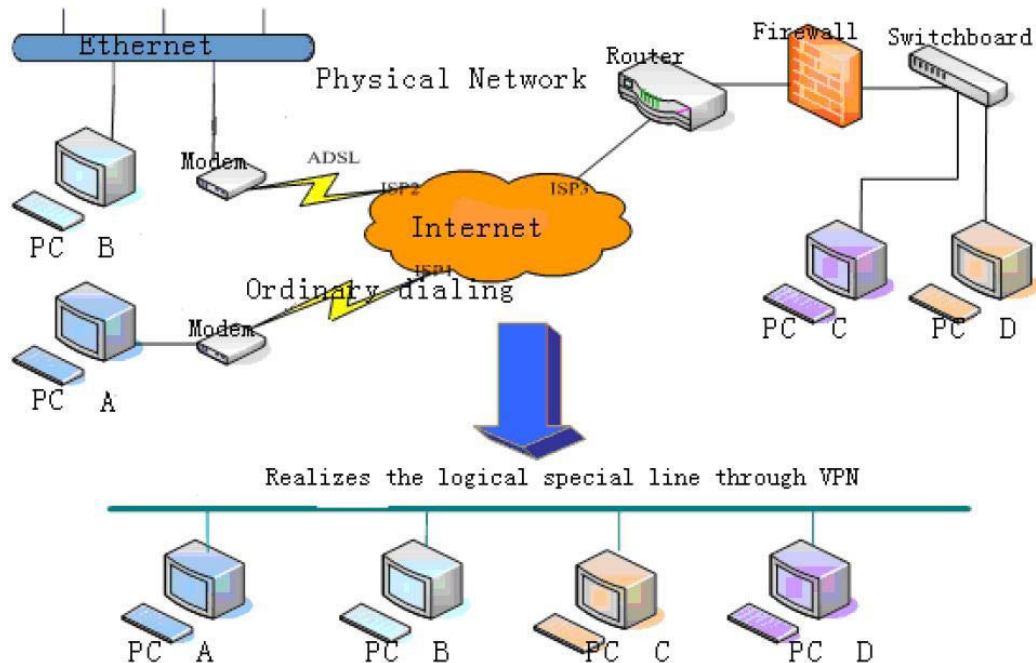 Ethernet
Physical Network
Router
Firewall
Switchboard
Modem
ADSL
ISP2
ISP3
Internet
PC B
ISP1
Ordinary dialing
Modem
PC A
PC C
PC D
Realizes the logical special line through VPN
PC A
PC B
PC C
PC D